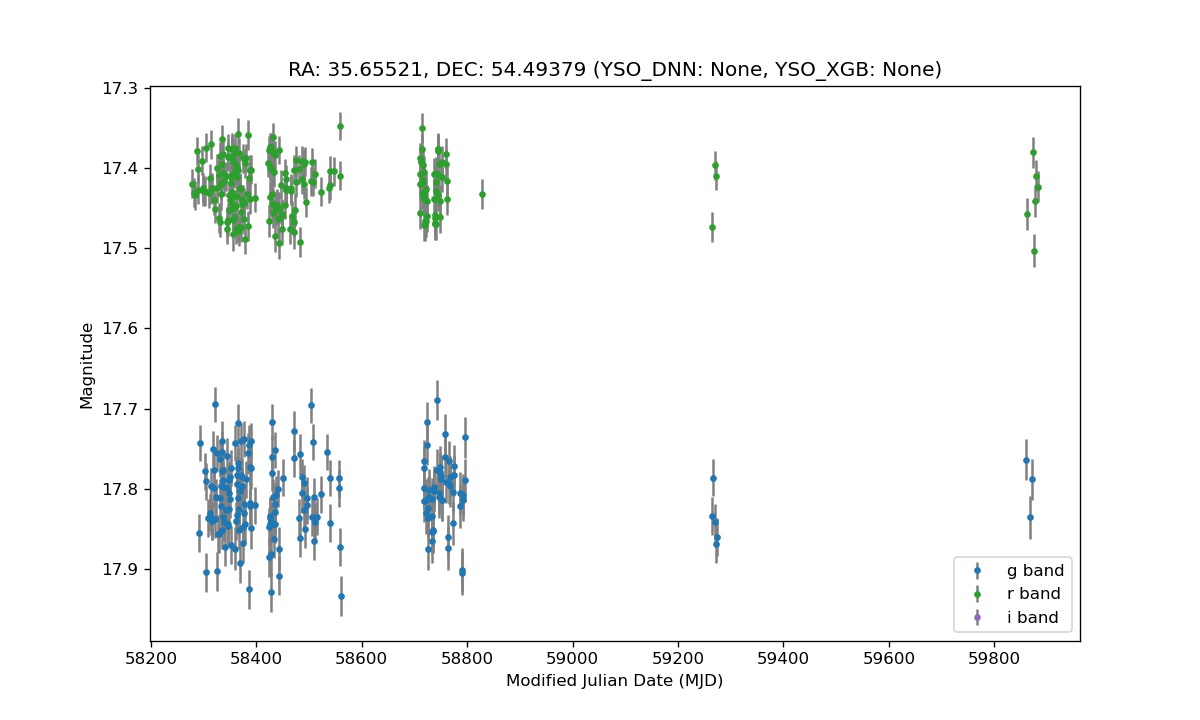 RA: 35.65521, DEC: 54.49379 (YSO_DNN: None, YSO_XGB: None)
17.3
17.4
17.5
17.6
17.7
17.8
17.9
Magnitude
58200 58400 58600 58800 59000 59200 59400 59600 59800
Modified Julian Date (MJD)
g band
r band
i band